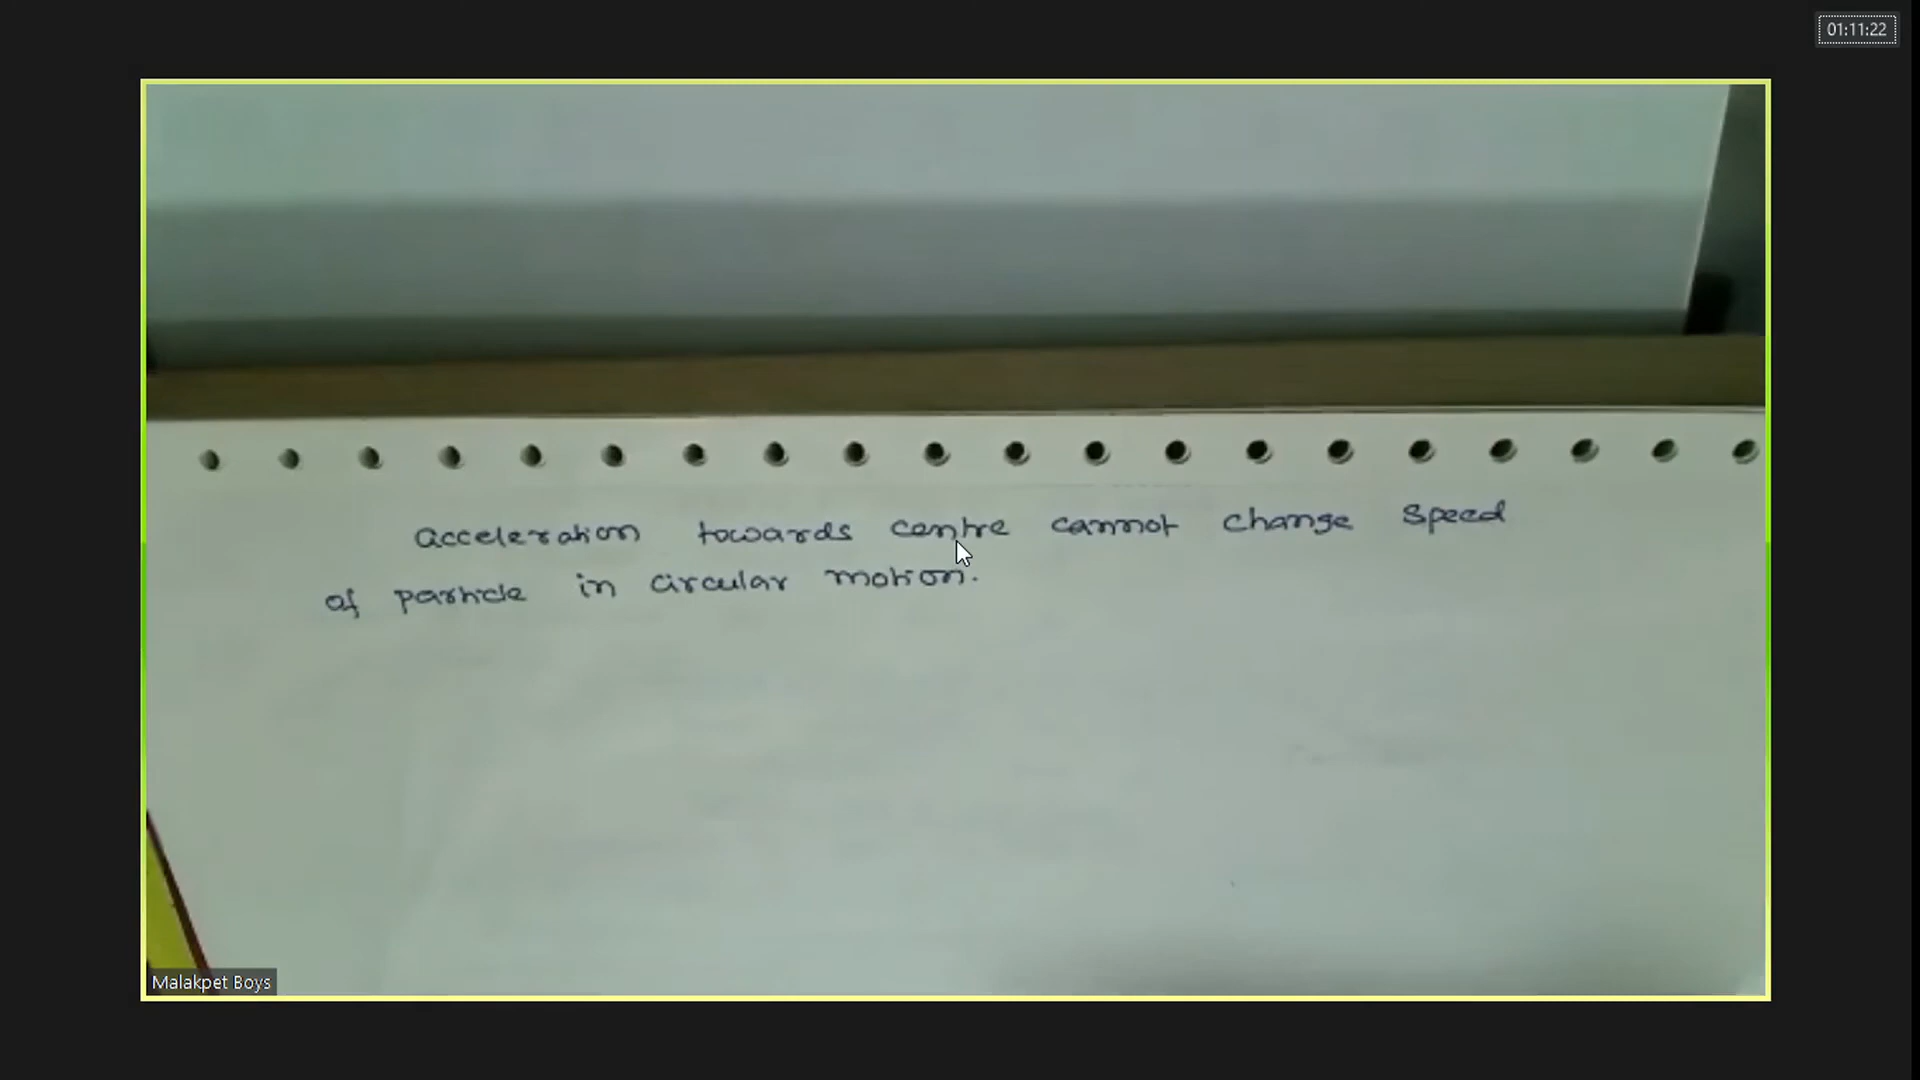 01:11:22
Acceleration towards centre cannot change speed
of particle in circular motion.
Malakpet Boys